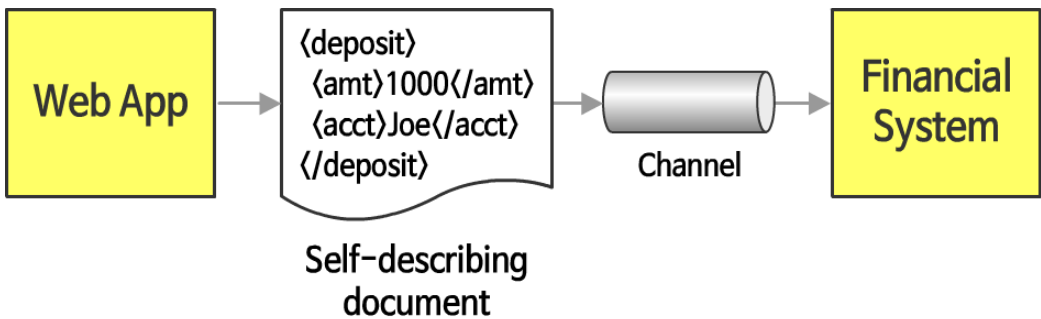 Web App
〈deposit〉
〈amt〉1000〈/amt〉
〈acct〉Joe〈/acct〉
〈/deposit〉
Self-describing
document
Channel
Financial
System